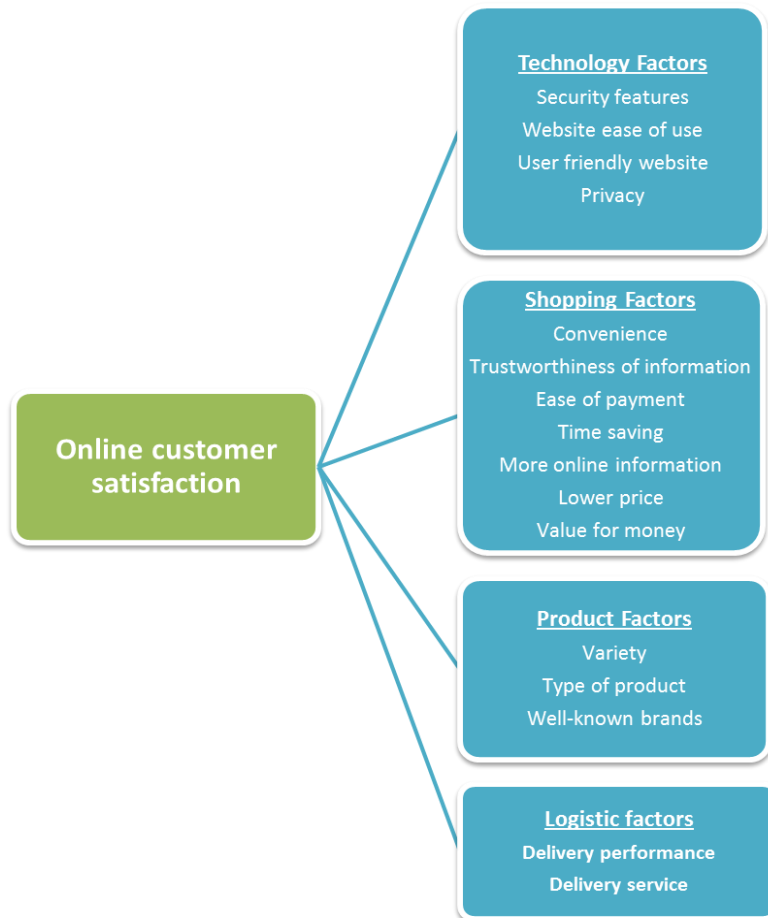 Technology Factors
Security features
Website ease of use
User friendly website
Privacy
Shopping Factors
Convenience
Trustworthiness of information
Ease of payment
Time saving
More online information
Lower price
Value for money
Online customer
satisfaction
Product Factors
Variety
Type of product
Well-known brands
Logistic factors
Delivery performance
Delivery service